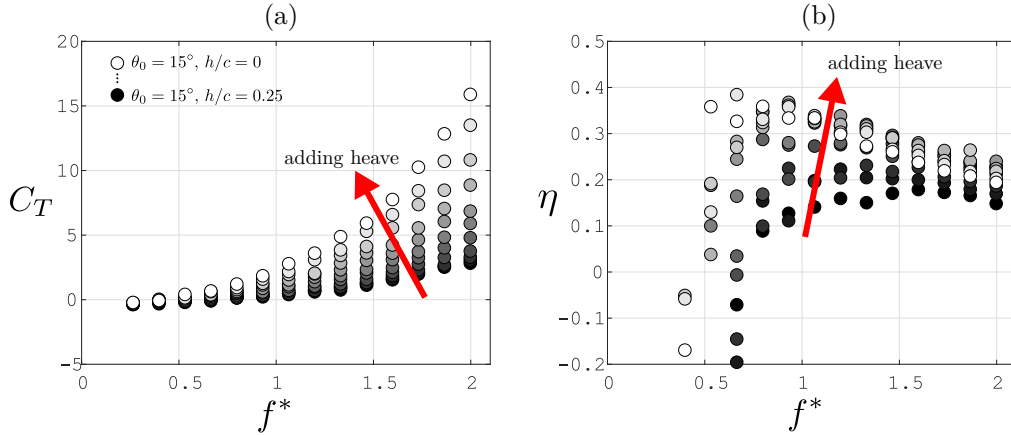 (a)
20
15
10
5
0
−5
C_T
θ₀ = 15°, h/c = 0
θ₀ = 15°, h/c = 0.25
adding heave
0 0.5 1 1.5 2
f*
(b)
0.5
0.4
0.3
0.2
0.1
0
-0.1
-0.2
η
adding heave
0 0.5 1 1.5 2
f*